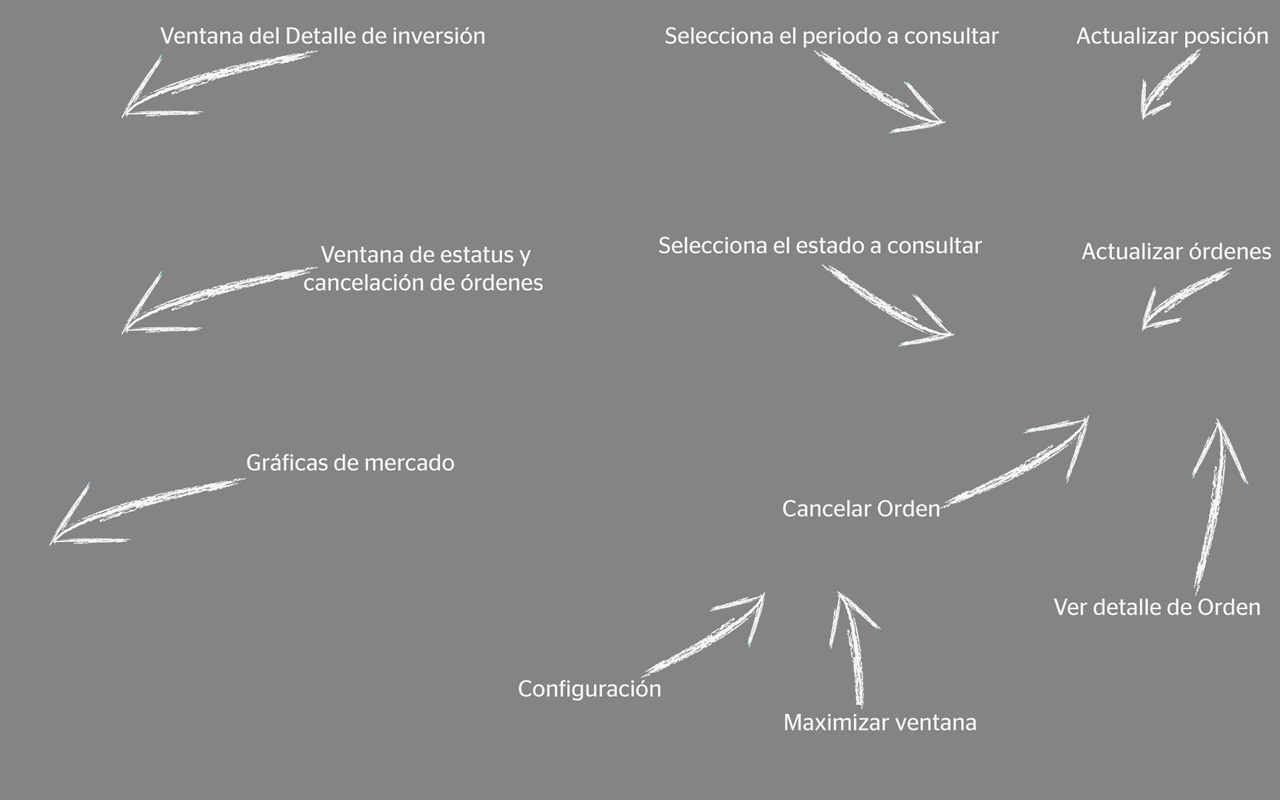 Ventana del Detalle de inversión
Selecciona el periodo a consultar
Actualizar posición
Ventana de estatus y
cancelación de órdenes
Selecciona el estado a consultar
Actualizar órdenes
Gráficas de mercado
Cancelar Orden
Ver detalle de Orden
Configuración
Maximizar ventana